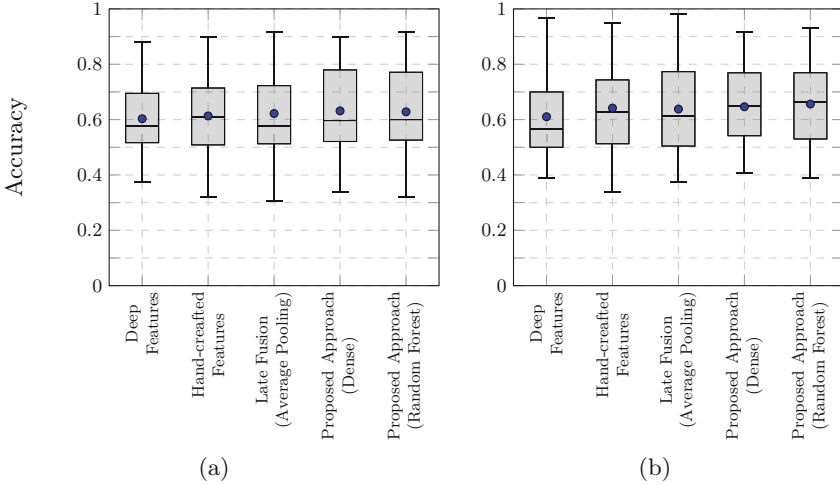 Accuracy
1
0.8
0.6
0.4
0.2
0
Deep
Features
Hand-creafted
Features
Late Fusion
(Average Pooling)
Proposed Approach
(Dense)
Proposed Approach
(Random Forest)
(a)
1
0.8
0.6
0.4
0.2
0
Deep
Features
Hand-creafted
Features
Late Fusion
(Average Pooling)
Proposed Approach
(Dense)
Proposed Approach
(Random Forest)
(b)